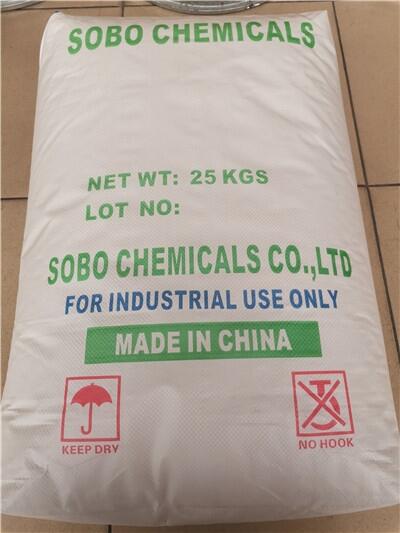 SOBO CHEMICALS
NET WT: 25 KGS
LOT NO:
SOBO CHEMICALS CO.,LTD
FOR INDUSTRIAL USE ONLY
MADE IN CHINA
KEEP DRY
NO HOOK